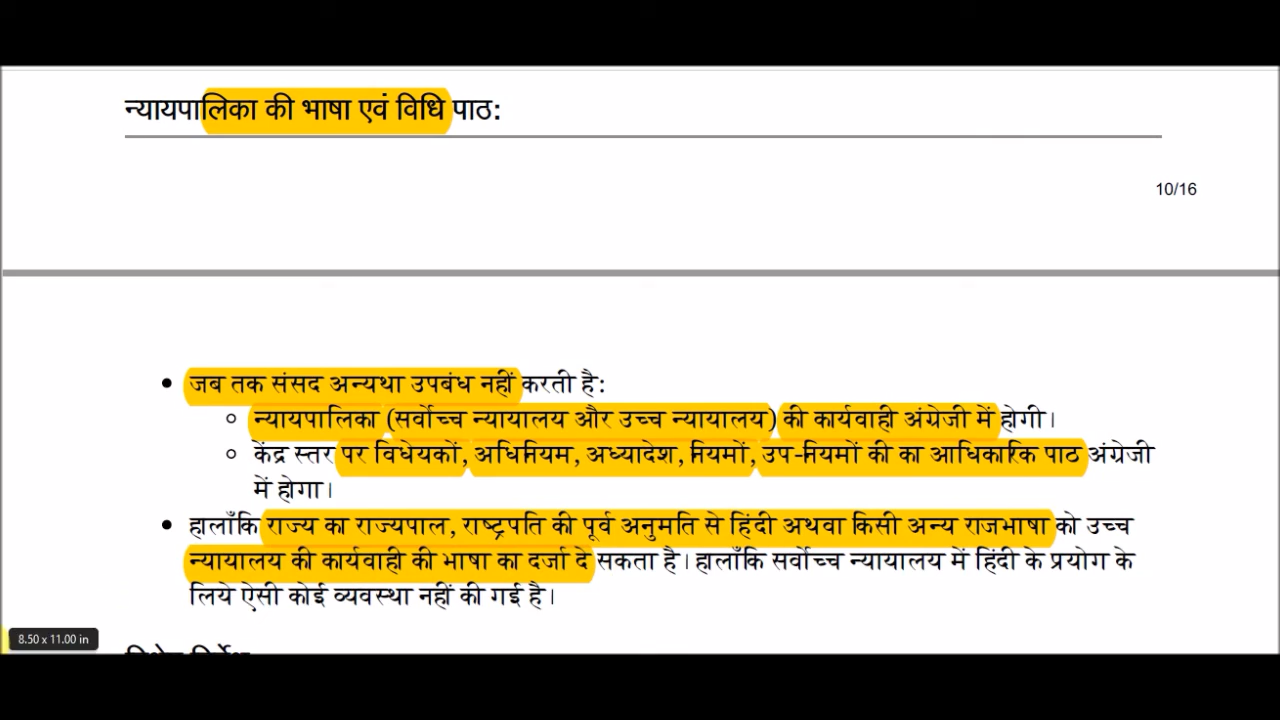 न्यायपालिका की भाषा एवं विधि पाठ:
10/16
• जब तक संसद अन्यथा उपबंध नहीं करती है:
○ न्यायपालिका (सर्वोच्च न्यायालय और उच्च न्यायालय) की कार्यवाही अंग्रेजी में होगी।
○ केंद्र स्तर पर विधेयकों, अधिनियम, अध्यादेश, नियमों, उप-नियमों की का आधिकारिक पाठ अंग्रेजी
में होगा।
• हालाँकि राज्य का राज्यपाल, राष्ट्रपति की पूर्व अनुमति से हिंदी अथवा किसी अन्य राजभाषा को उच्च
न्यायालय की कार्यवाही की भाषा का दर्जा दे सकता है। हालाँकि सर्वोच्च न्यायालय में हिंदी के प्रयोग के
लिये ऐसी कोई व्यवस्था नहीं की गई है।
8.50 x 11.00 in